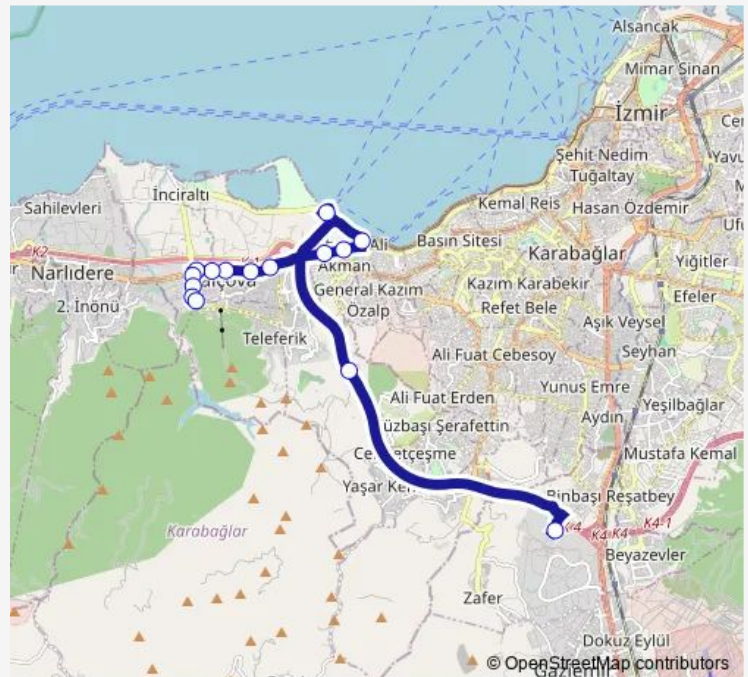 Alsancak
Mimar Sinan
İzmir
Şehit Nedim
Tuğaltay
İnciraltı
Sahilevleri
Kemal Reis
Hasan Özdemir
K2
Ali
Basın Sitesi
Karabağlar
Yiğitler
Narlıdere
Akman
2. İnönü
General Kazım
Özalp
Kazım Karabekir
Refet Bele
Efeler
Aşık Veysel
Teleferik
Seyhan
Ali Fuat Cebesoy
Yunus Emre
Ali Fuat Erden
Yeşilbağlar
Aydın
Mustafa Kemal
Binbaşı Reşatbey
K4 K4
K4-1
Karabağlar
Beyazevler
Zafer
Dokuz Eylül
Gaziemir
© OpenStreetMap contributors